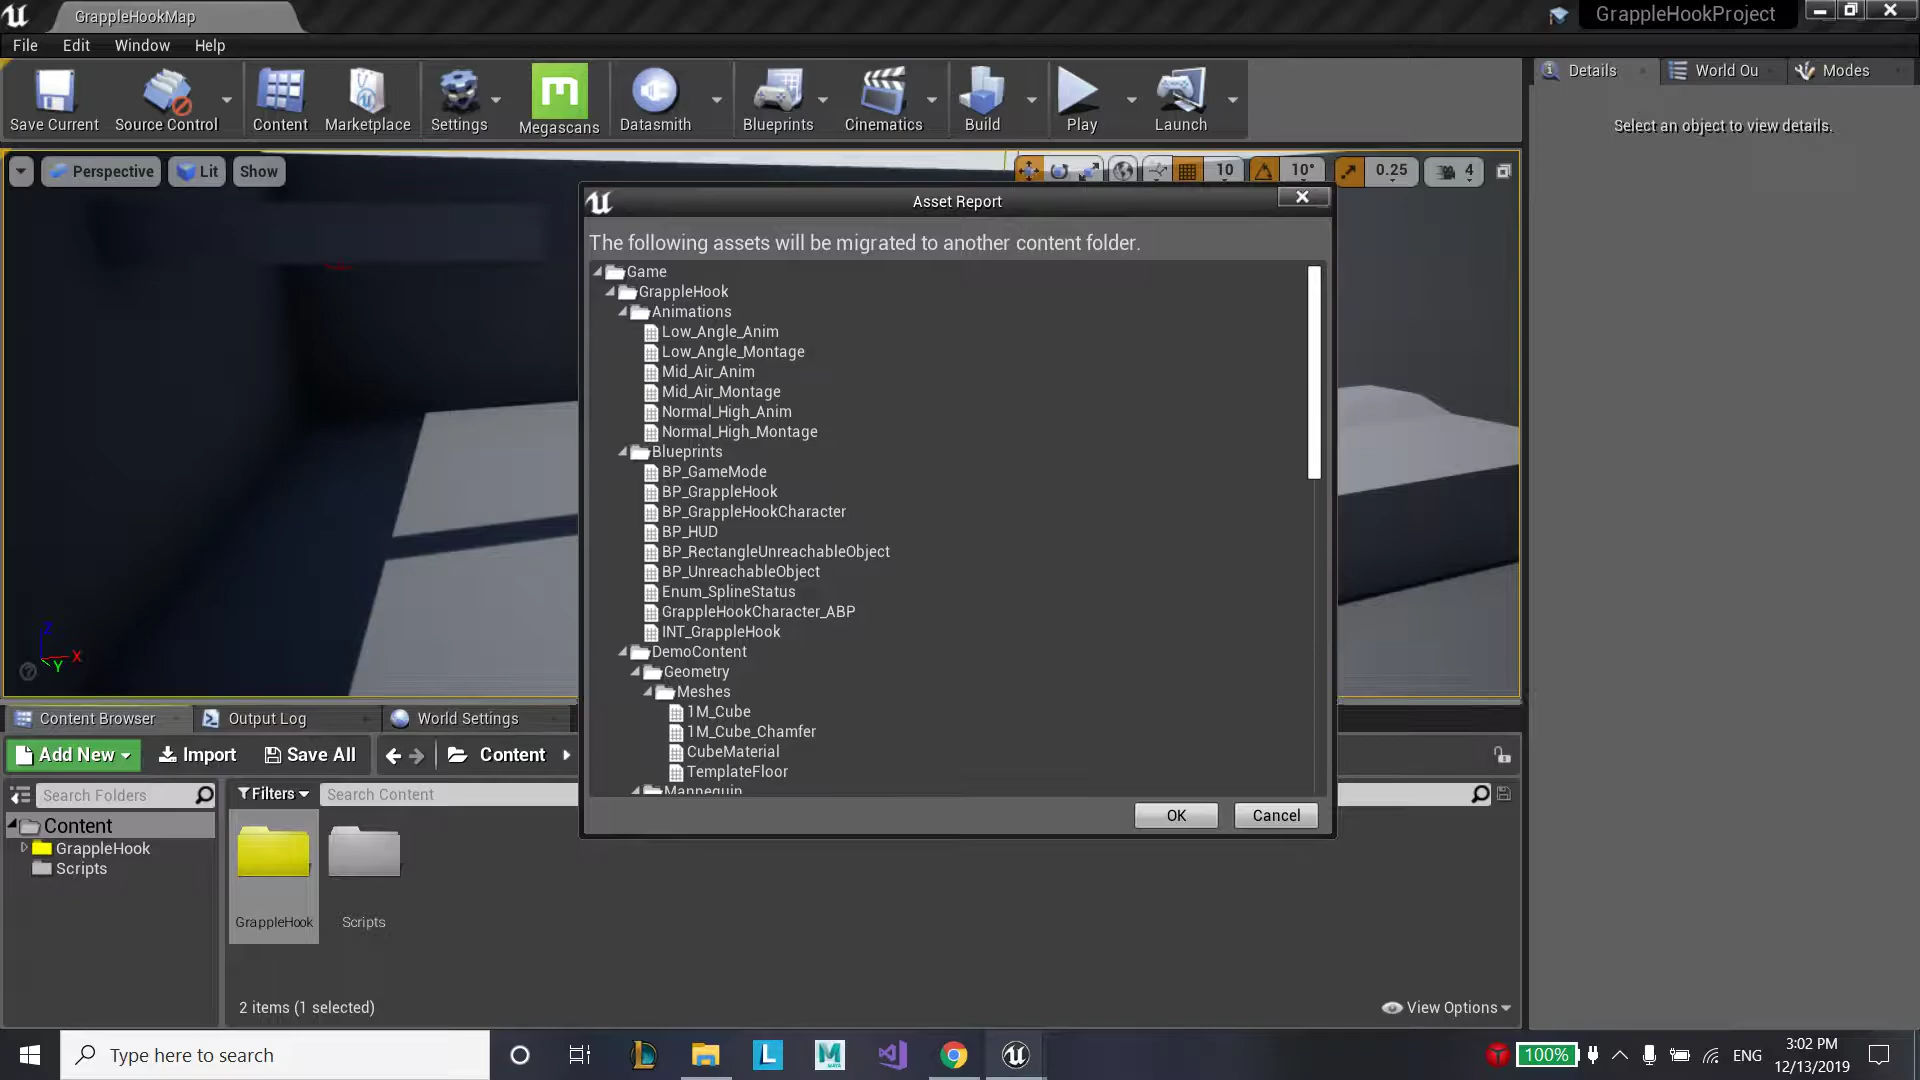 GrappleHookMap
GrappleHookProject
File Edit Window Help
Details
World Ou
Modes
Save Current
Source Control
Content
Marketplace
Settings
Megascans
Datasmith
Blueprints
Cinematics
Build
Play
Launch
Select an object to view details.
Perspective
Lit
Show
10
10°
0.25
4
Asset Report
The following assets will be migrated to another content folder.
Game
GrappleHook
Animations
Low_Angle_Anim
Low_Angle_Montage
Mid_Air_Anim
Mid_Air_Montage
Normal_High_Anim
Normal_High_Montage
Blueprints
BP_GameMode
BP_GrappleHook
BP_GrappleHookCharacter
BP_HUD
BP_RectangleUnreachableObject
BP_UnreachableObject
Enum_SplineStatus
GrappleHookCharacter_ABP
INT_GrappleHook
DemoContent
Geometry
Meshes
1M_Cube
1M_Cube_Chamfer
CubeMaterial
TemplateFloor
Mannequin
OK
Cancel
Z
X
Y
Content Browser
Output Log
World Settings
Add New
Import
Save All
Content
Search Folders
Filters
Search Content
Content
GrappleHook
Scripts
GrappleHook
Scripts
2 items (1 selected)
View Options
Type here to search
L
M
100%
ENG
3:02 PM
12/13/2019